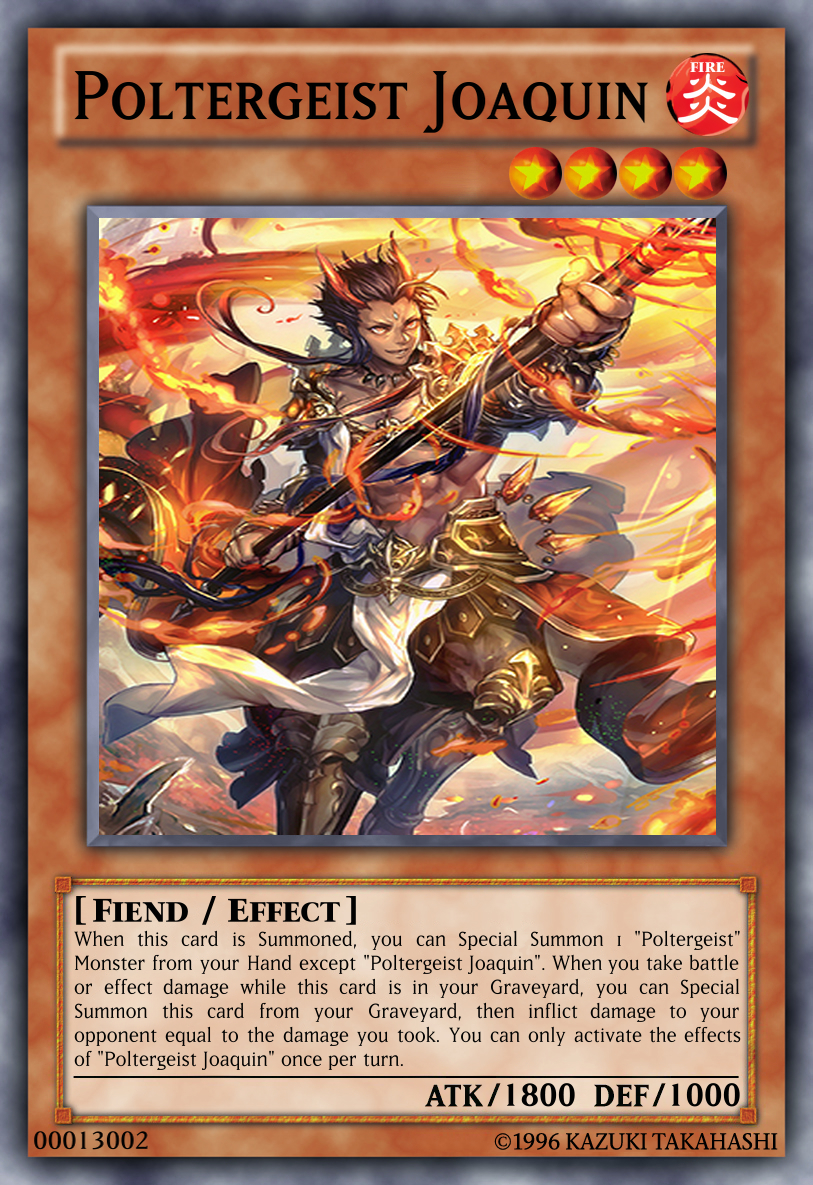 Poltergeist Joaquin
FIRE
炎
[ Fiend / Effect ]
When this card is Summoned, you can Special Summon 1 "Poltergeist"
Monster from your Hand except "Poltergeist Joaquin". When you take battle
or effect damage while this card is in your Graveyard, you can Special
Summon this card from your Graveyard, then inflict damage to your
opponent equal to the damage you took. You can only activate the effects
of "Poltergeist Joaquin" once per turn.
ATK/1800 DEF/1000
00013002 ©1996 KAZUKI TAKAHASHI